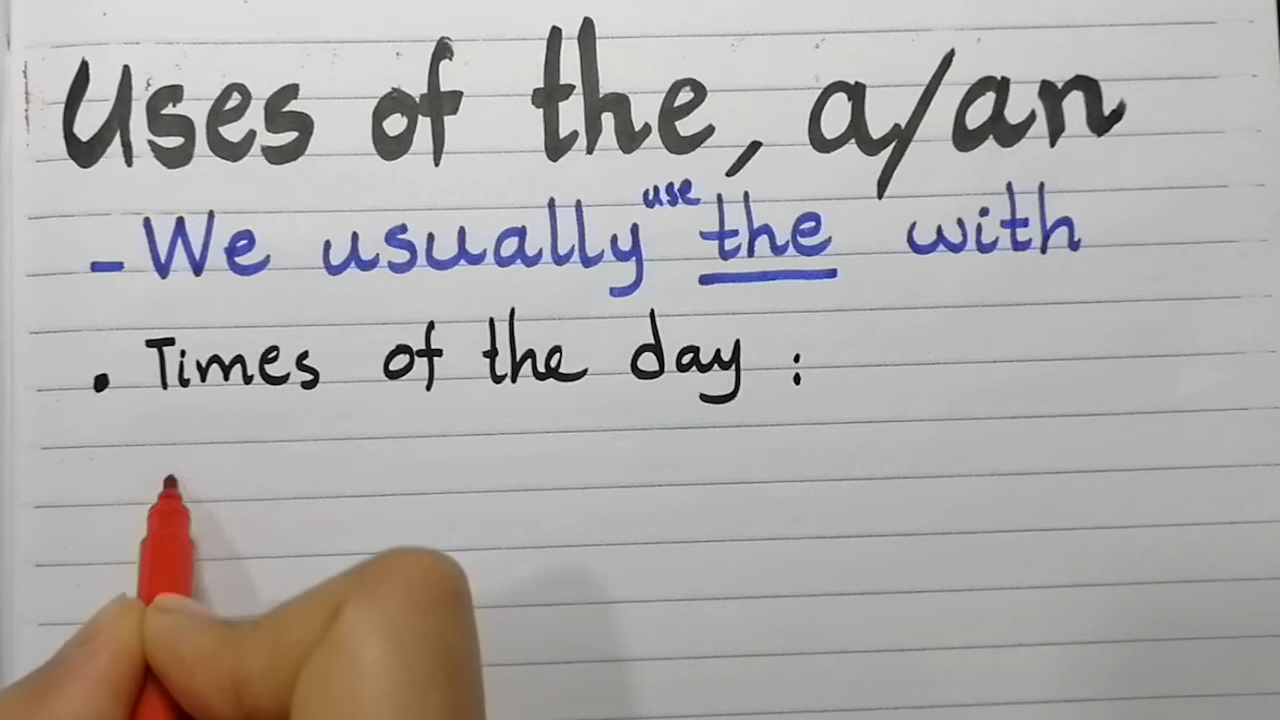 Uses of the, a/an
- We usually use the with
• Times of the day :